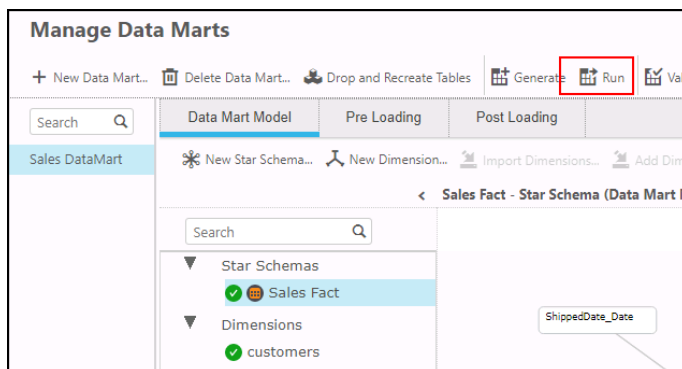 Manage Data Marts
+ New Data Mart... Delete Data Mart... Drop and Recreate Tables Generate Run
Search
Data Mart Model Pre Loading Post Loading
Sales DataMart
New Star Schema... New Dimension... Import Dimensions... Add
< Sales Fact - Star Schema (Data Mart
Search
Star Schemas
Sales Fact
ShippedDate_Date
Dimensions
customers